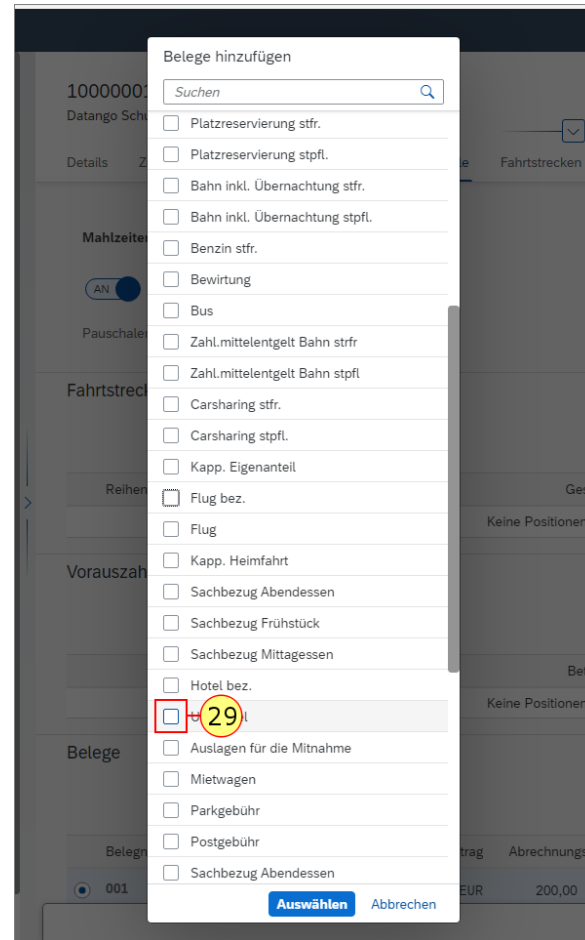 Belege hinzufügen
1000000
Suchen
Datango Schu
Platzreservierung stfr.
Platzreservierung stpfl.
Details
Fahrtstrecken
Bahn inkl. Übernachtung stfr.
Bahn inkl. Übernachtung stpfl.
Mahlzeiten
Benzin stfr.
Bewirtung
AN
Bus
Pauschalen
Zahl.mittelentgelt Bahn strfr
Zahl.mittelentgelt Bahn stpfl
Fahrtstreck
Carsharing stfr.
Carsharing stpfl.
Kapp. Eigenanteil
Reihen
Flug bez.
Ges
Flug
Keine Positionen
Kapp. Heimfahrt
Vorauszah
Sachbezug Abendessen
Sachbezug Frühstück
Sachbezug Mittagessen
Bet
Hotel bez.
Keine Positionen
29
Auslagen für die Mitnahme
Belege
Mietwagen
Parkgebühr
Postgebühr
Belegn
trag
Abrechnungs
Sachbezug Abendessen
001
EUR
200,00
Auswählen
Abbrechen